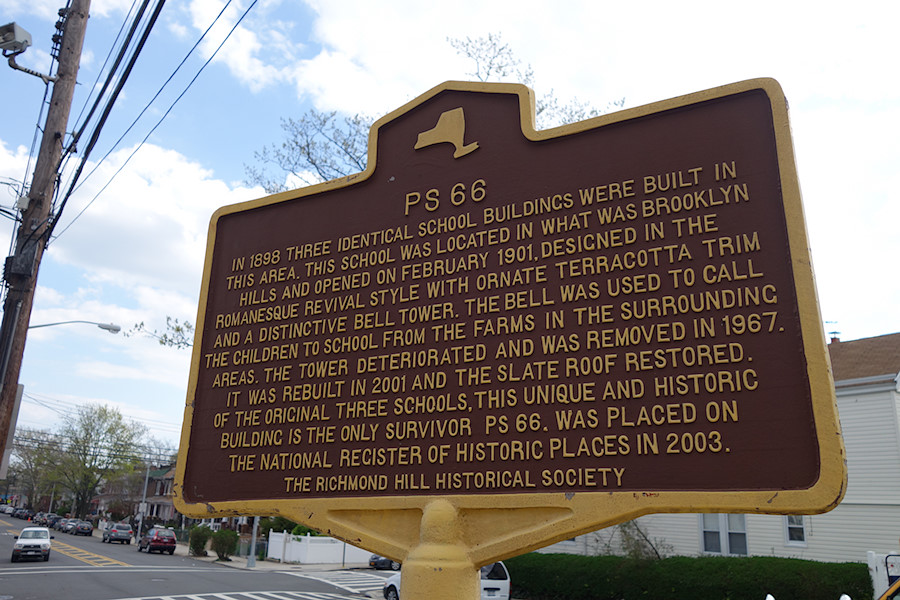 PS 66
IN 1898 THREE IDENTICAL SCHOOL BUILDINGS WERE BUILT IN
THIS AREA. THIS SCHOOL WAS LOCATED IN WHAT WAS BROOKLYN
HILLS AND OPENED ON FEBRUARY 1901, DESIGNED IN THE
ROMANESQUE REVIVAL STYLE WITH ORNATE TERRACOTTA TRIM
AND A DISTINCTIVE BELL TOWER. THE BELL WAS USED TO CALL
THE CHILDREN TO SCHOOL FROM THE FARMS IN THE SURROUNDING
AREAS. THE TOWER DETERIORATED AND WAS REMOVED IN 1967.
IT WAS REBUILT IN 2001 AND THE SLATE ROOF RESTORED.
OF THE ORIGINAL THREE SCHOOLS, THIS UNIQUE AND HISTORIC
BUILDING IS THE ONLY SURVIVOR PS 66. WAS PLACED ON
THE NATIONAL REGISTER OF HISTORIC PLACES IN 2003.
THE RICHMOND HILL HISTORICAL SOCIETY